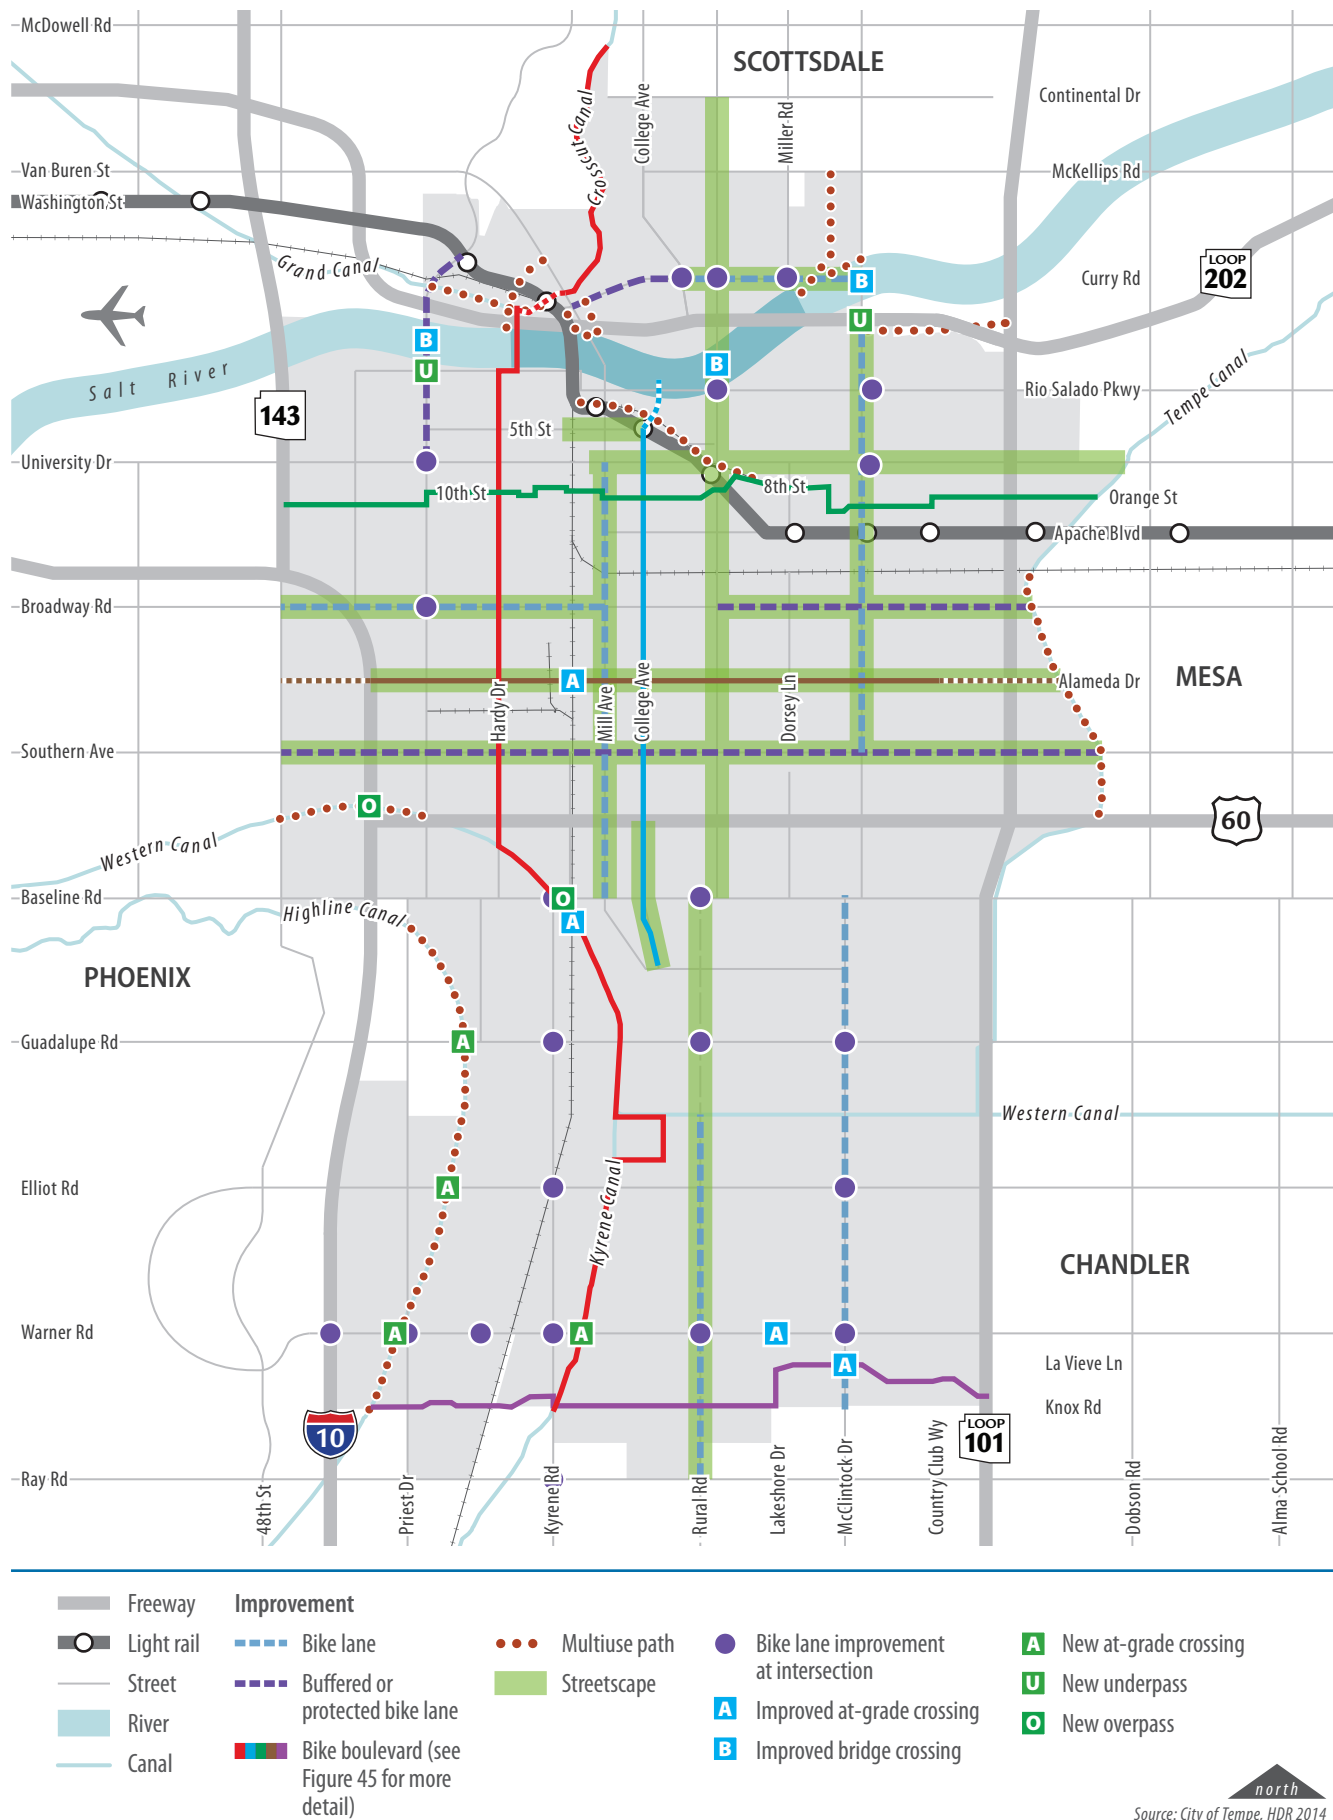 McDowell Rd
SCOTTSDALE
Continental Dr
College Ave
Miller Rd
Crosscut Canal
Van Buren St
McKellips Rd
Washington St
Grand Canal
Curry Rd
LOOP
202
B
U
B
U
B
Salt River
Rio Salado Pkwy
Tempe Canal
143
5th St
University Dr
10th St
8th St
Orange St
Apache Blvd
Broadway Rd
A
Alameda Dr
MESA
Hardy Dr
Mill Ave
College Ave
Dorsey Ln
Southern Ave
O
60
Western Canal
Baseline Rd
O
A
Highline Canal
PHOENIX
Guadalupe Rd
A
Western Canal
Elliot Rd
A
Kyrene Canal
CHANDLER
Warner Rd
A
A
A
La Vieve Ln
A
Knox Rd
10
LOOP
101
Ray Rd
48th St
Priest Dr
Kyrene Rd
Rural Rd
Lakeshore Dr
McClintock Dr
Country Club Wy
Dobson Rd
Alma School Rd
Freeway
Light rail
Street
River
Canal
Improvement
Bike lane
Buffered or
protected bike lane
Bike boulevard (see
Figure 45 for more
detail)
Multiuse path
Streetscape
Bike lane improvement
at intersection
A Improved at-grade crossing
B Improved bridge crossing
A New at-grade crossing
U New underpass
O New overpass
north
Source: City of Tempe, HDR 2014